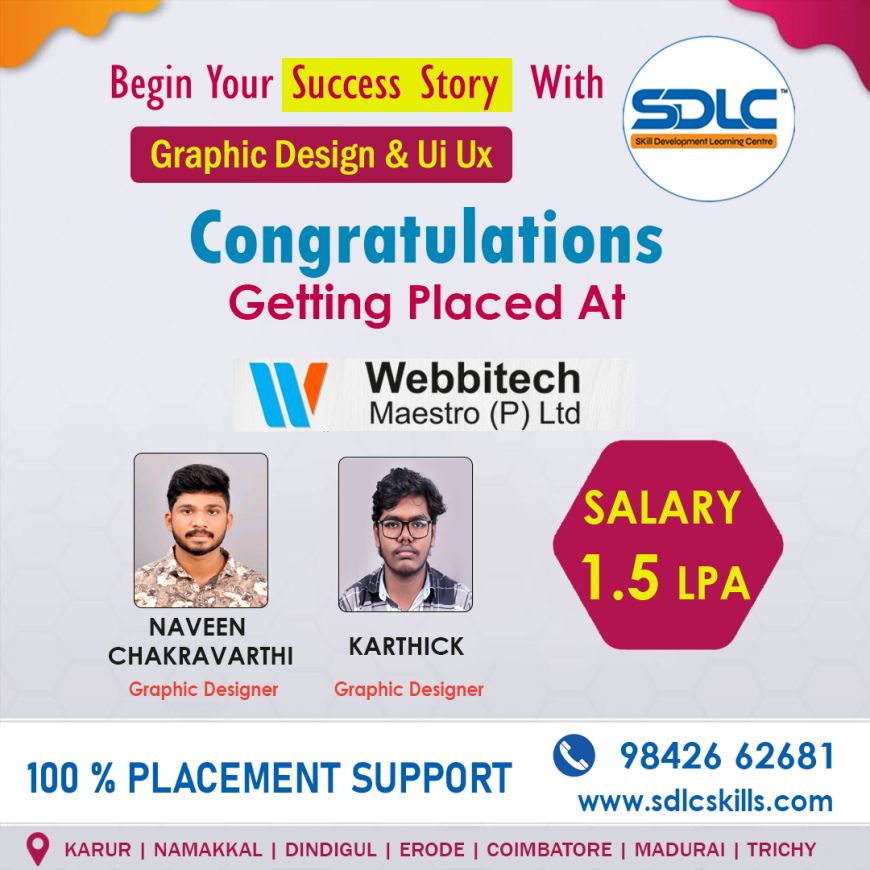 Begin Your Success Story With
Graphic Design & Ui Ux
SDLC™
SKill Development Learning Centre
Congratulations
Getting Placed At
Webbitech
Maestro (P) Ltd
NAVEEN
CHAKRAVARTHI
Graphic Designer
KARTHICK
Graphic Designer
SALARY
1.5 LPA
100 % PLACEMENT SUPPORT
98426 62681
www.sdlcskills.com
KARUR | NAMAKKAL | DINDIGUL | ERODE | COIMBATORE | MADURAI | TRICHY